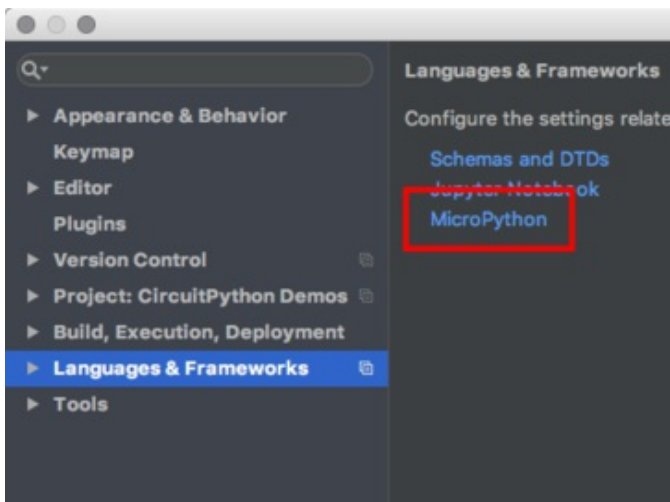 Appearance & Behavior
Keymap
Editor
Plugins
Version Control
Project: CircuitPython Demos
Build, Execution, Deployment
Languages & Frameworks
Tools
Languages & Frameworks
Configure the settings relate
Schemas and DTDs
Jupyter Notebook
MicroPython